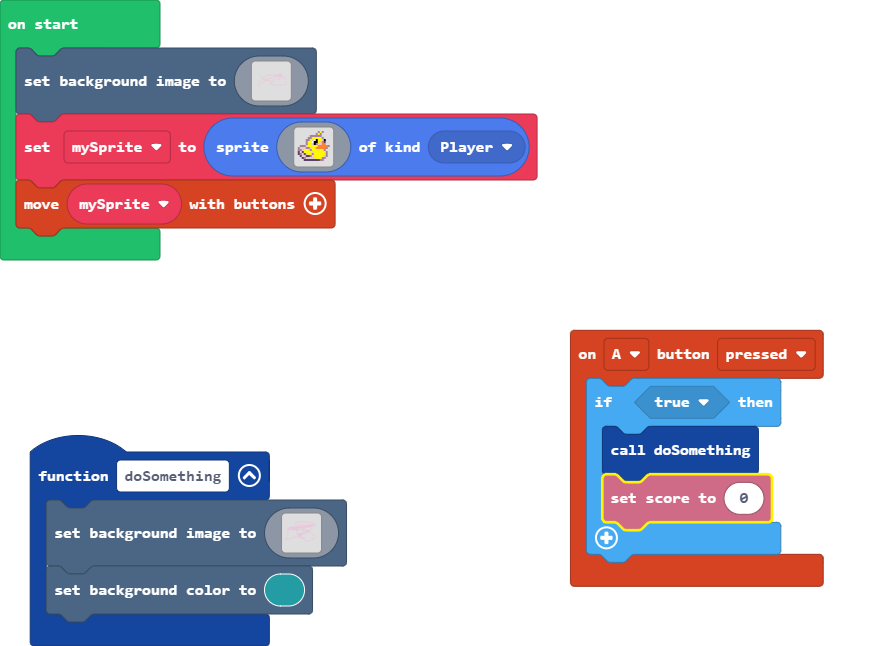 on start
set background image to
set mySprite to sprite of kind Player
move mySprite with buttons
on A button pressed
if true then
call doSomething
set score to 0
function doSomething
set background image to
set background color to